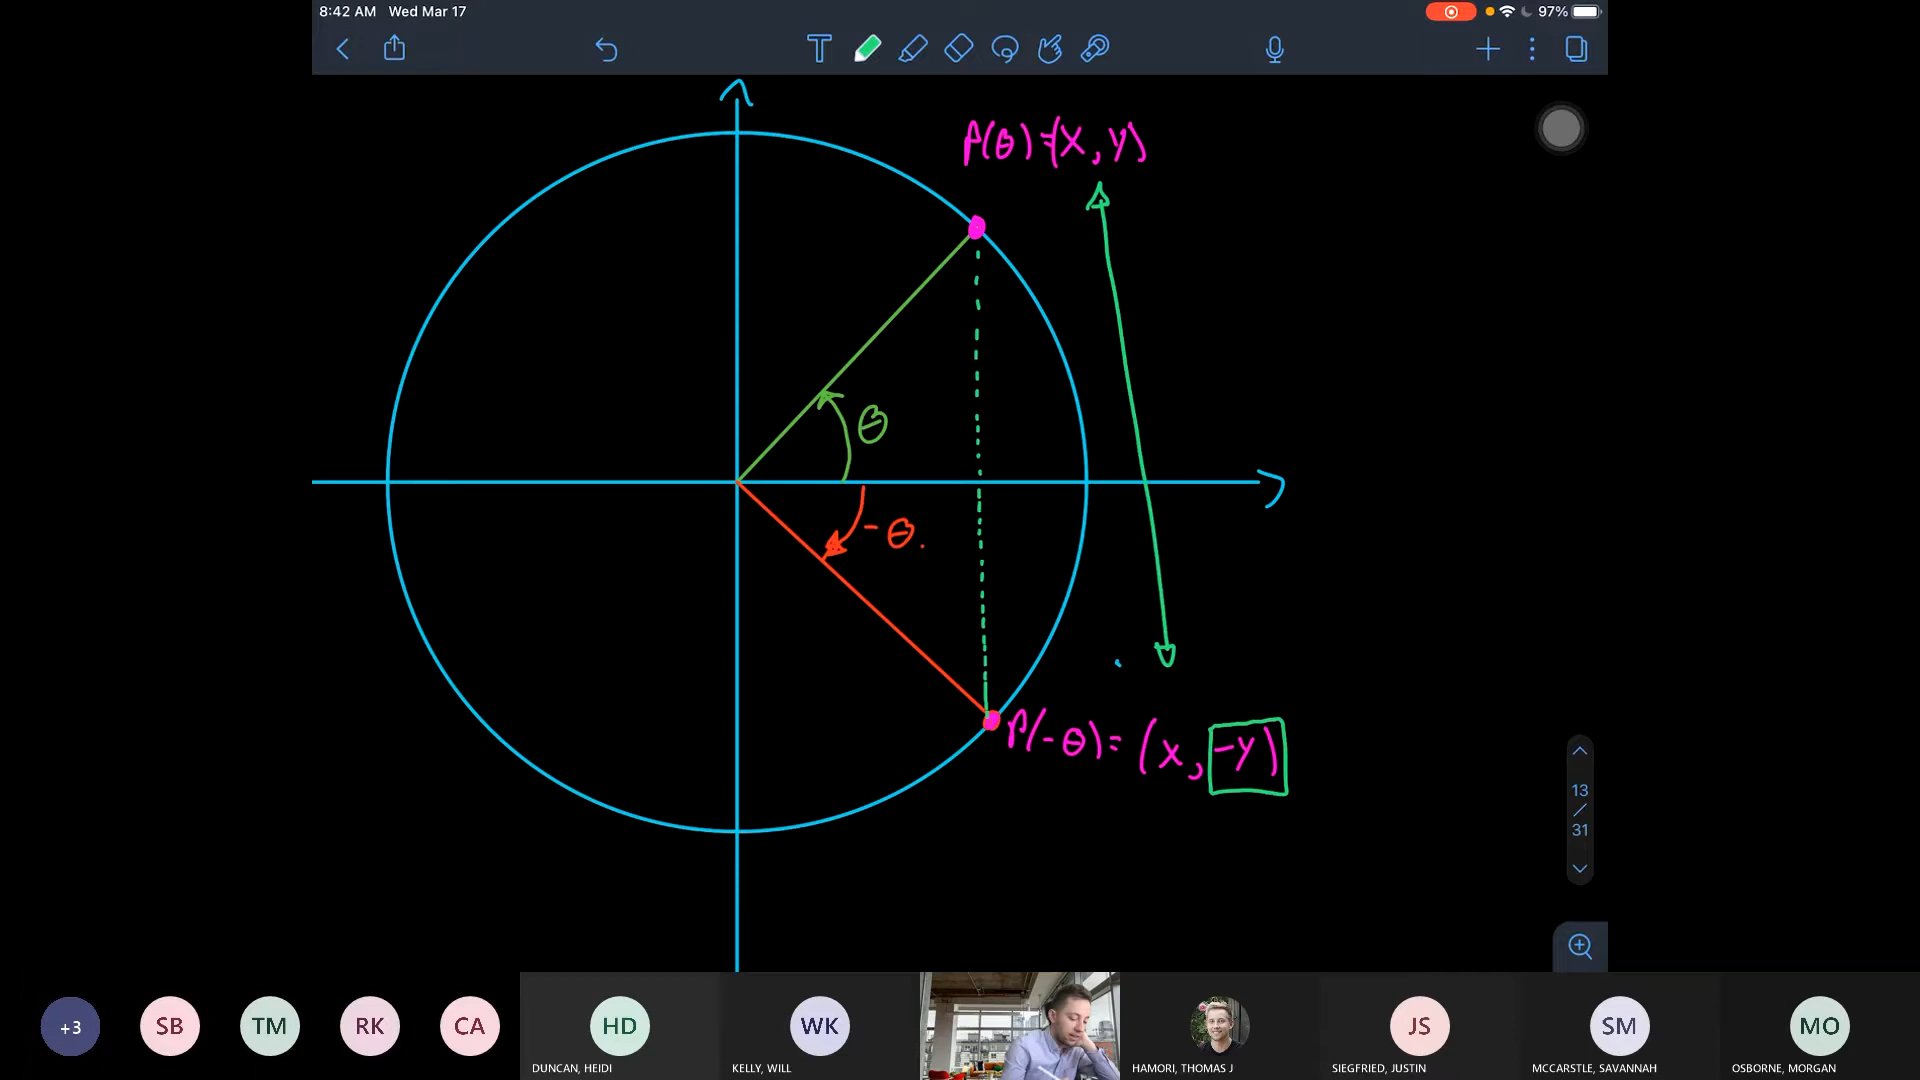 8:42 AM Wed Mar 17
97%
T
P(θ)=(x, y)
θ
-θ.
P(-θ)=(x, -y)
13
/
31
+3
SB
TM
RK
CA
HD
WK
JS
SM
MO
DUNCAN, HEIDI
KELLY, WILL
HAMORI, THOMAS J
SIEGFRIED, JUSTIN
MCCARSTLE, SAVANNAH
OSBORNE, MORGAN